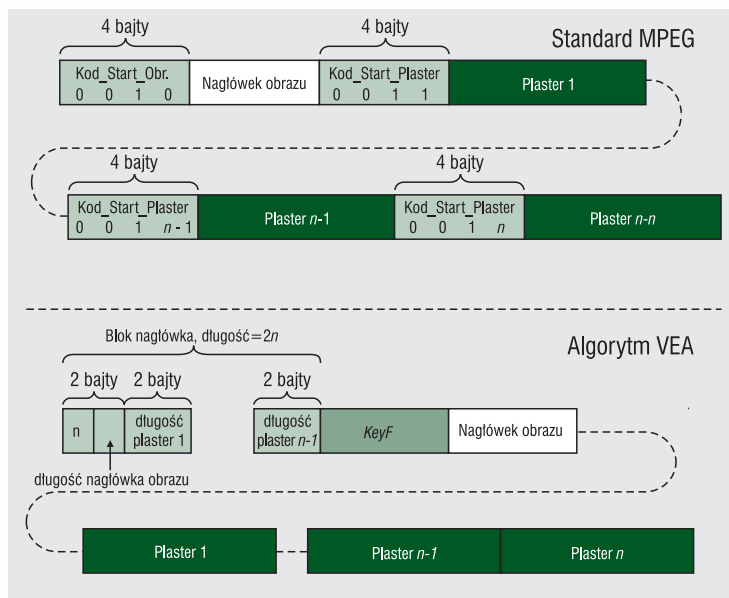 Standard MPEG
4 bajty
4 bajty
Kod_Start_Obr.
0 0 1 0
Nagłówek obrazu
Kod_Start_Plaster
0 0 1 1
Plaster 1
4 bajty
4 bajty
Kod_Start_Plaster
0 0 1 n - 1
Plaster n-1
Kod_Start_Plaster
0 0 1 n
Plaster n-n
Algorytm VEA
Blok nagłówka, długość=2n
2 bajty
2 bajty
2 bajty
n
długość
plaster 1
długość
plaster n-1
KeyF
Nagłówek obrazu
długość nagłówka obrazu
Plaster 1
Plaster n-1
Plaster n